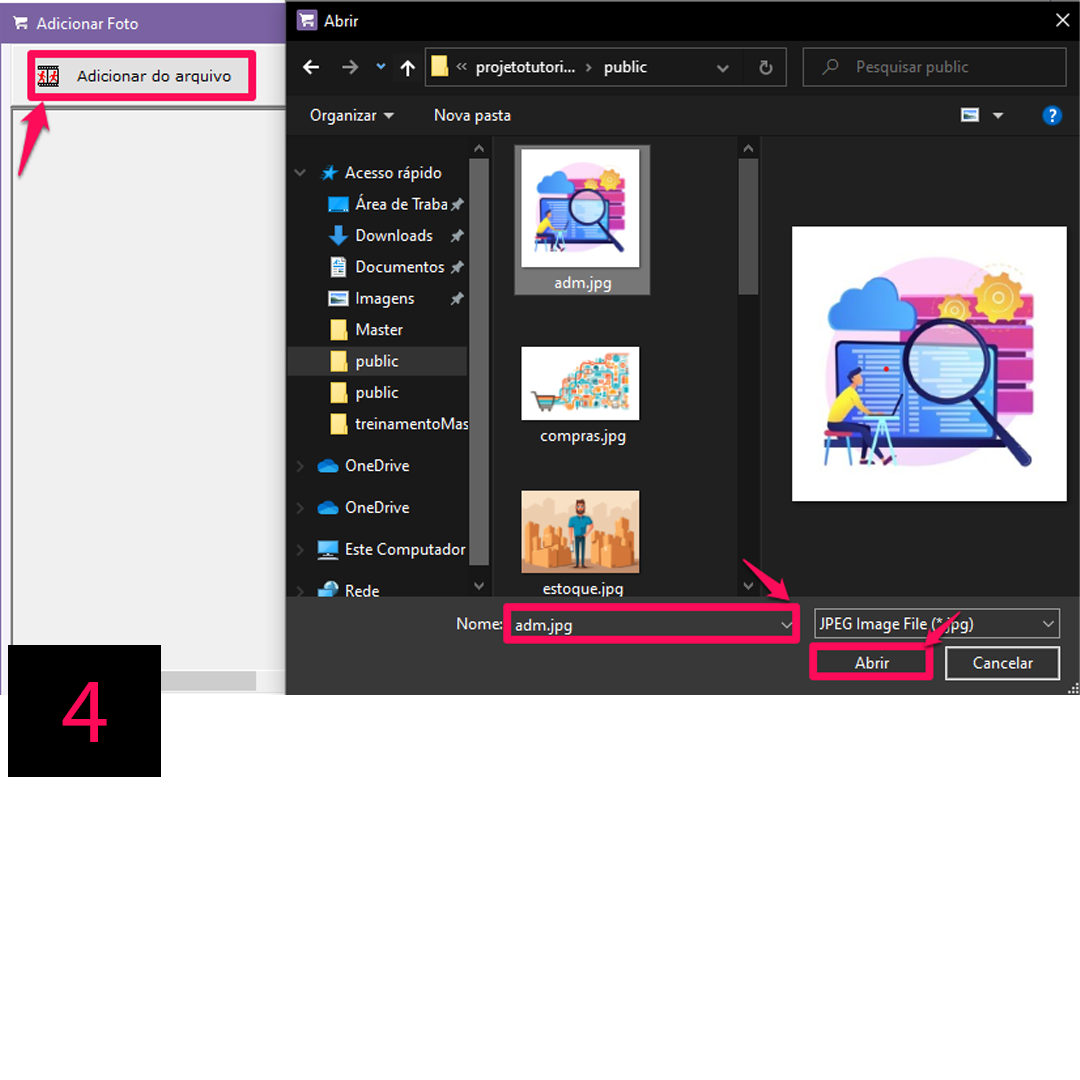 Adicionar Foto
Adicionar do arquivo
Abrir
« projetotutori... › public
Pesquisar public
Organizar
Nova pasta
?
Acesso rápido
Área de Traba
Downloads
Documentos
Imagens
Master
public
public
treinamentoMas
OneDrive
OneDrive
Este Computador
Rede
adm.jpg
compras.jpg
estoque.jpg
Nome:
adm.jpg
JPEG Image File (*.jpg)
Abrir
Cancelar
4